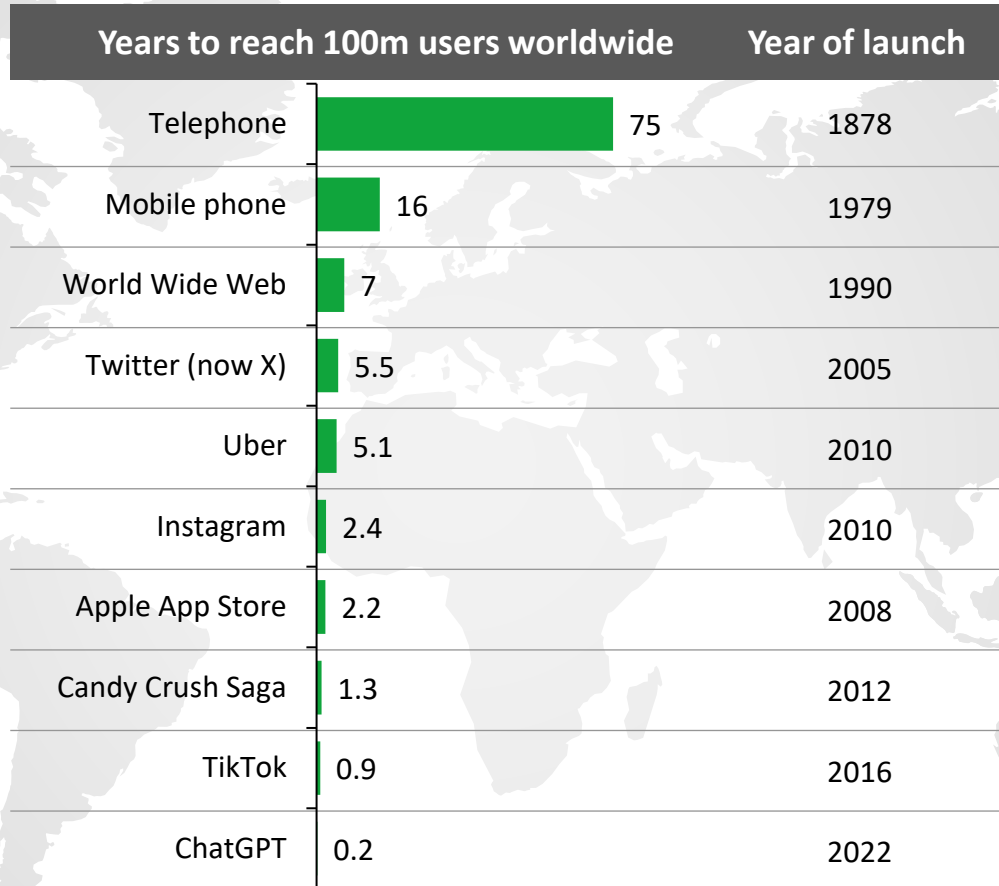 Years to reach 100m users worldwide Year of launch
Telephone 75 1878
Mobile phone 16 1979
World Wide Web 7 1990
Twitter (now X) 5.5 2005
Uber 5.1 2010
Instagram 2.4 2010
Apple App Store 2.2 2008
Candy Crush Saga 1.3 2012
TikTok 0.9 2016
ChatGPT 0.2 2022